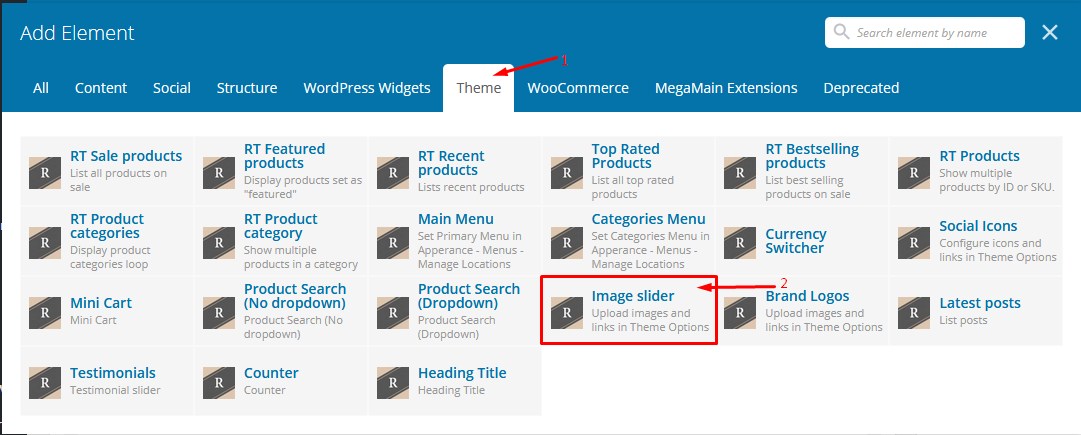 Add Element
Search element by name
1
All Content Social Structure WordPress Widgets Theme WooCommerce MegaMain Extensions Deprecated
R
RT Sale products
List all products on
sale
R
RT Featured
products
Display products set as
"featured"
R
RT Recent
products
Lists recent products
R
Top Rated
Products
List all top rated
products
R
RT Bestselling
products
List best selling
products on sale
R
RT Products
Show multiple
products by ID or SKU.
R
RT Product
categories
Display product
categories loop
R
RT Product
category
Show multiple
products in a category
R
Main Menu
Set Primary Menu in
Apperance - Menus -
Manage Locations
R
Categories Menu
Set Categories Menu in
Apperance - Menus -
Manage Locations
R
Currency
Switcher
R
Social Icons
Configure icons and
links in Theme Options
R
Mini Cart
Mini Cart
R
Product Search
(No dropdown)
Product Search (No
dropdown)
R
Product Search
(Dropdown)
Product Search
(Dropdown)
R
Image slider
Upload images and
links in Theme Options
2
R
Brand Logos
Upload images and
links in Theme Options
R
Latest posts
List posts
R
Testimonials
Testimonial slider
R
Counter
Counter
R
Heading Title
Heading Title